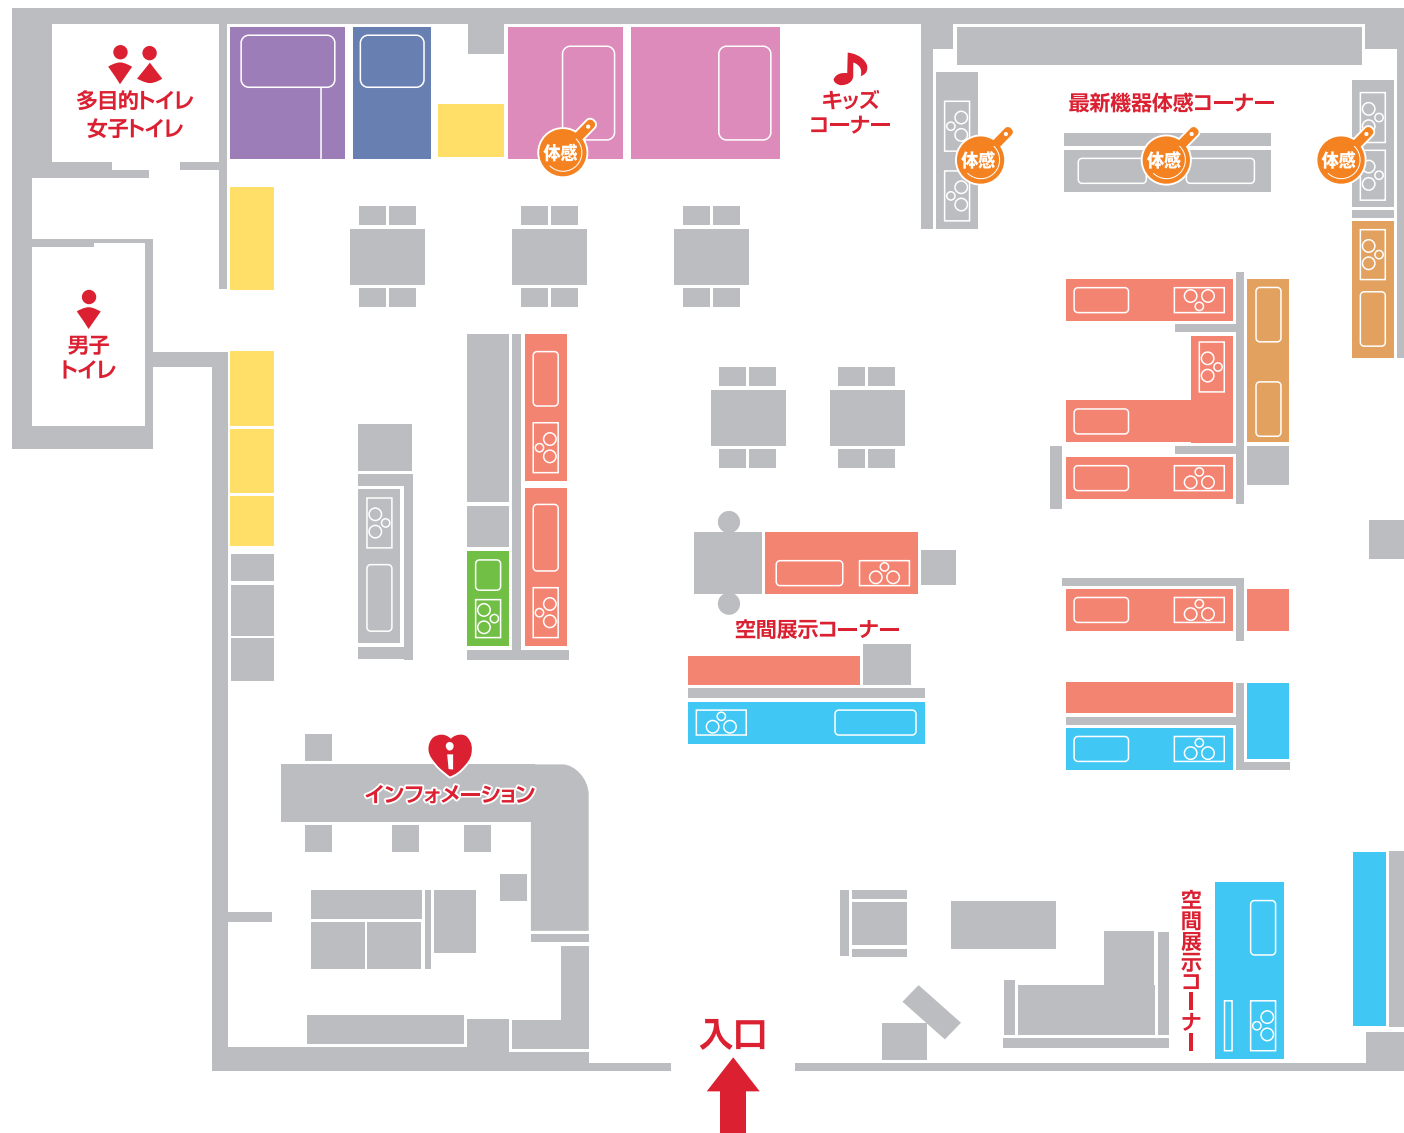 多目的トイレ
女子トイレ
キッズ
コーナー
最新機器体感コーナー
体感
体感
体感
体感
男子
トイレ
空間展示コーナー
インフォメーション
空間展示コーナー
入口